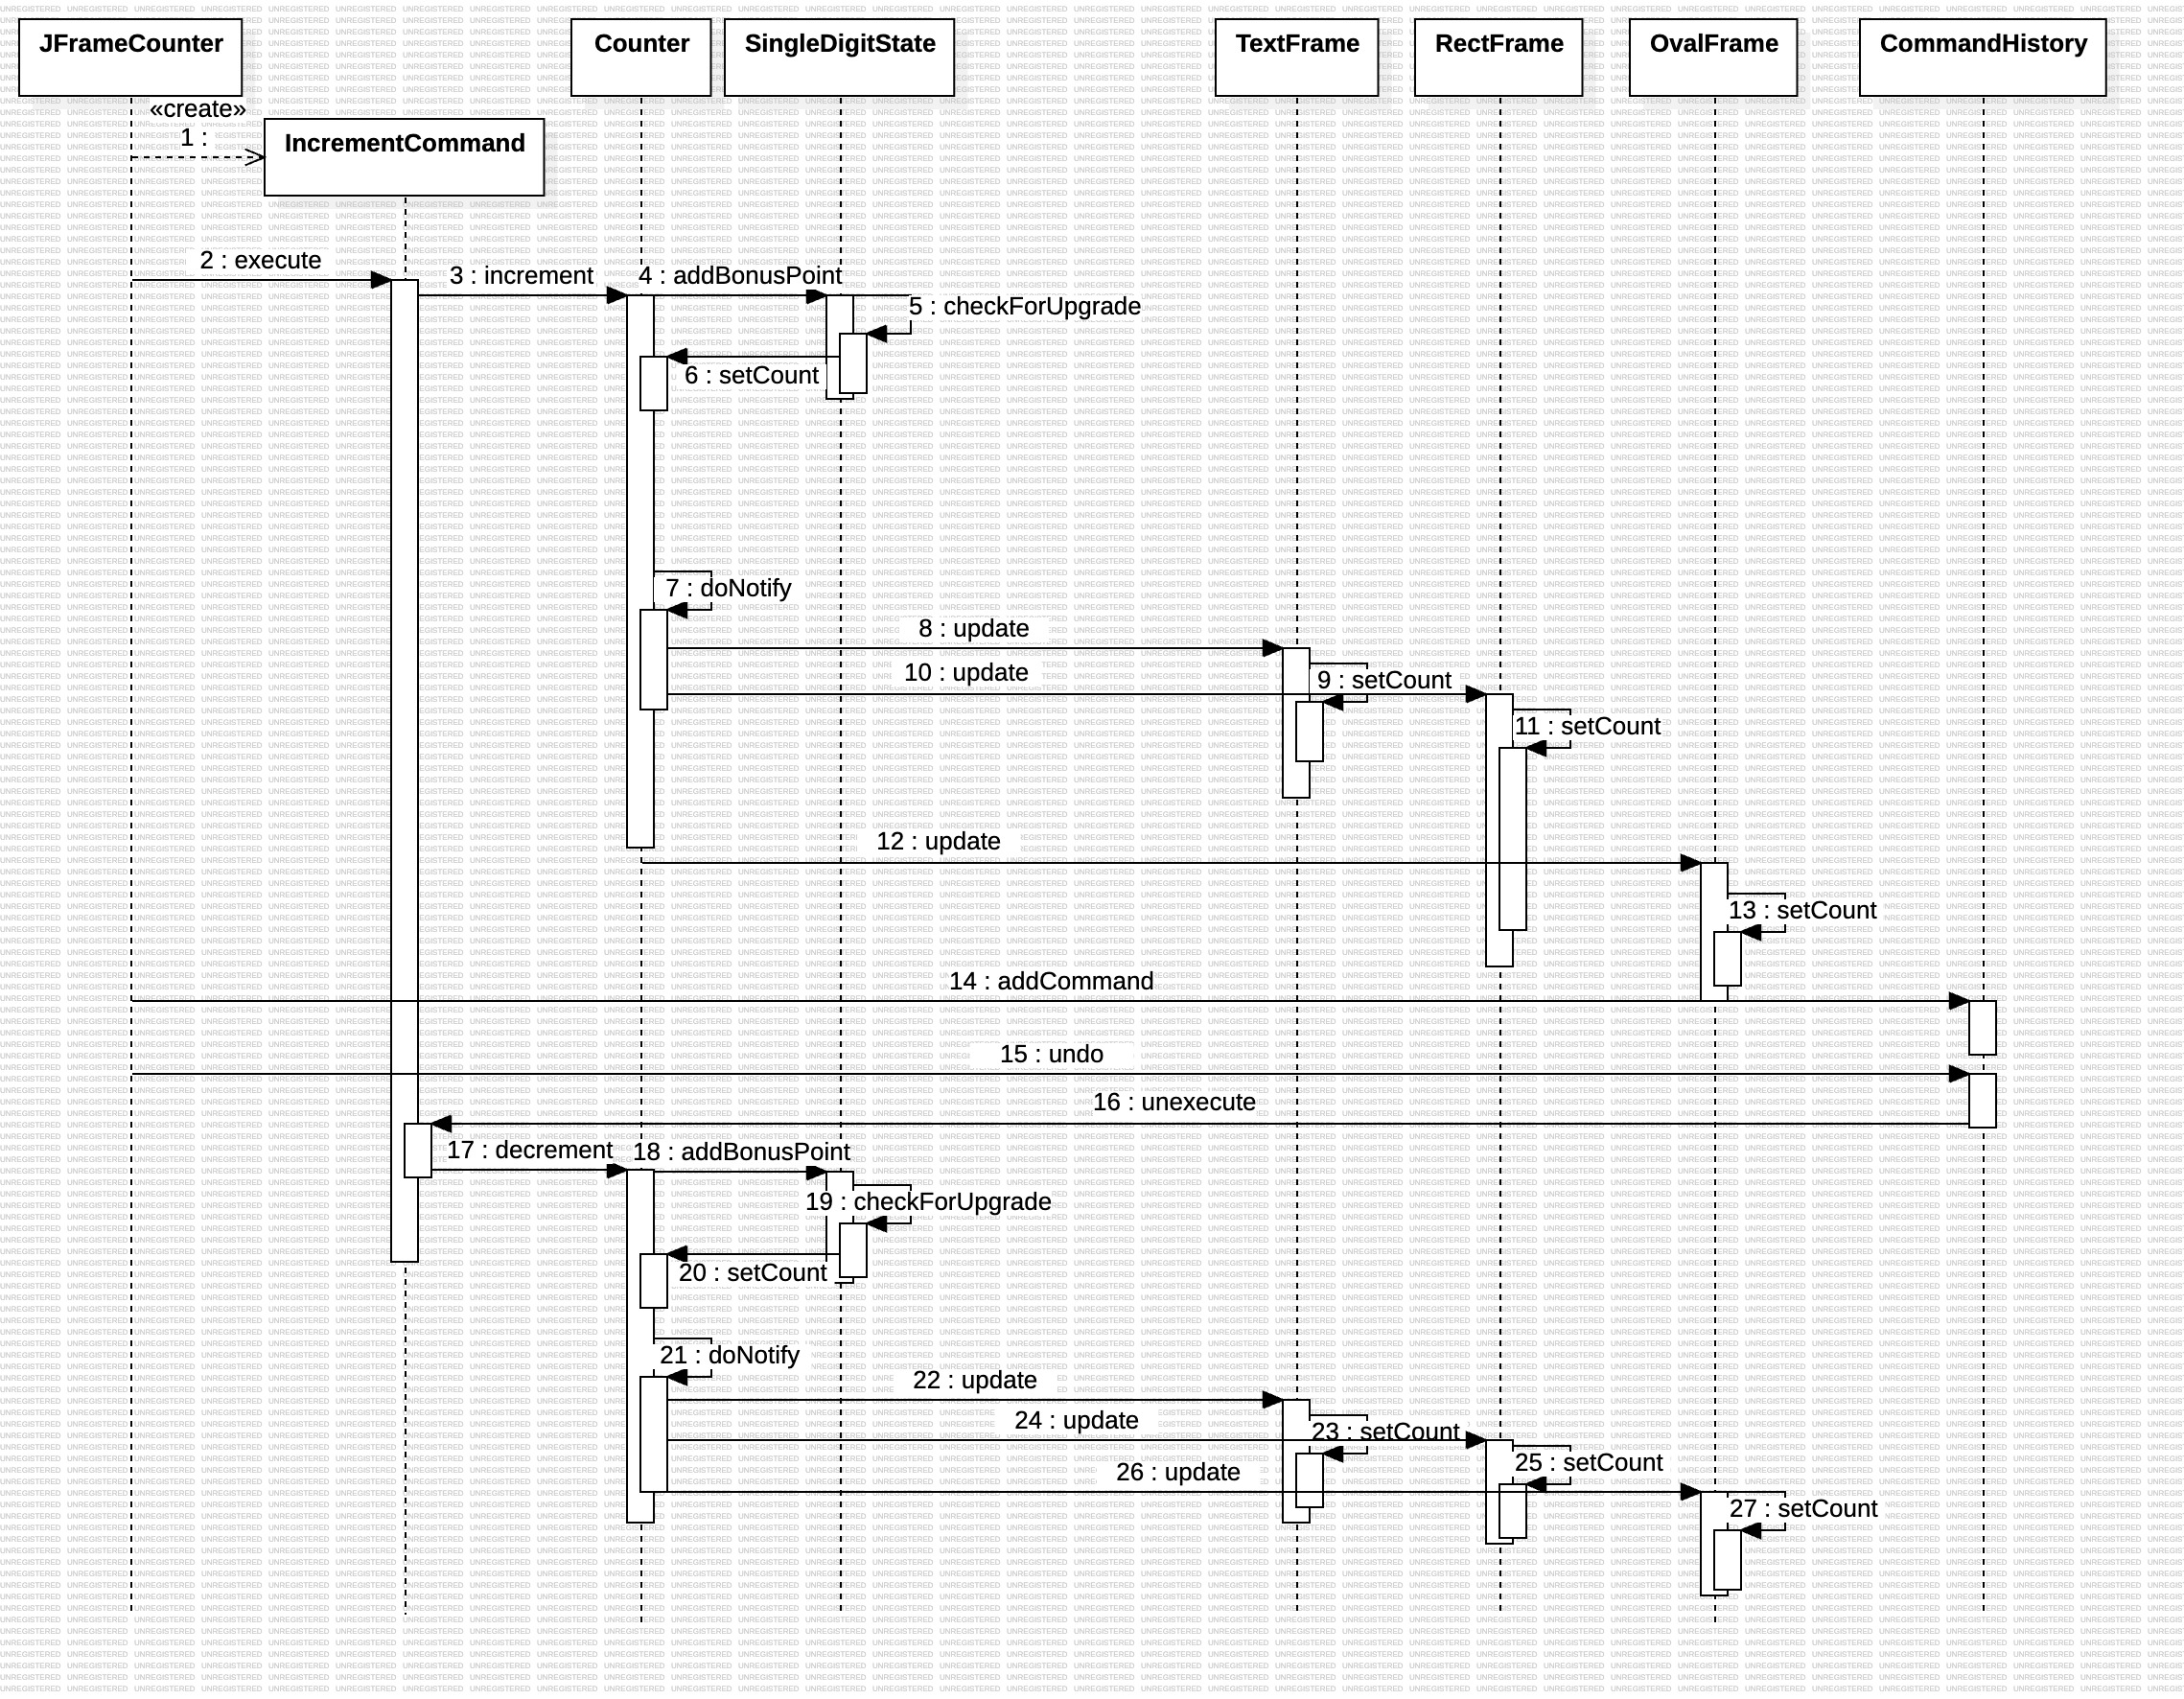 JFrameCounter
Counter
SingleDigitState
TextFrame
RectFrame
OvalFrame
CommandHistory
«create»
1 :
IncrementCommand
2 : execute
3 : increment
4 : addBonusPoint
5 : checkForUpgrade
6 : setCount
7 : doNotify
8 : update
10 : update
9 : setCount
11 : setCount
12 : update
13 : setCount
14 : addCommand
15 : undo
16 : unexecute
17 : decrement
18 : addBonusPoint
19 : checkForUpgrade
20 : setCount
21 : doNotify
22 : update
24 : update
23 : setCount
25 : setCount
26 : update
27 : setCount
UNREGISTERED